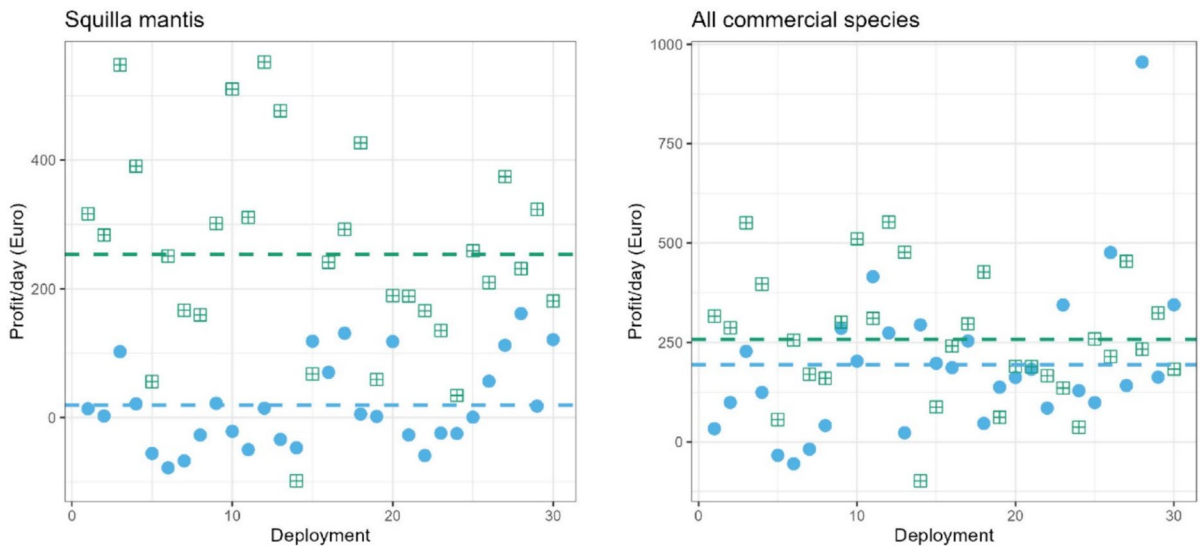 Squilla mantis
Profit/day (Euro)
400
200
0
0
10
20
30
Deployment
All commercial species
Profit/day (Euro)
1000
750
500
250
0
0
10
20
30
Deployment